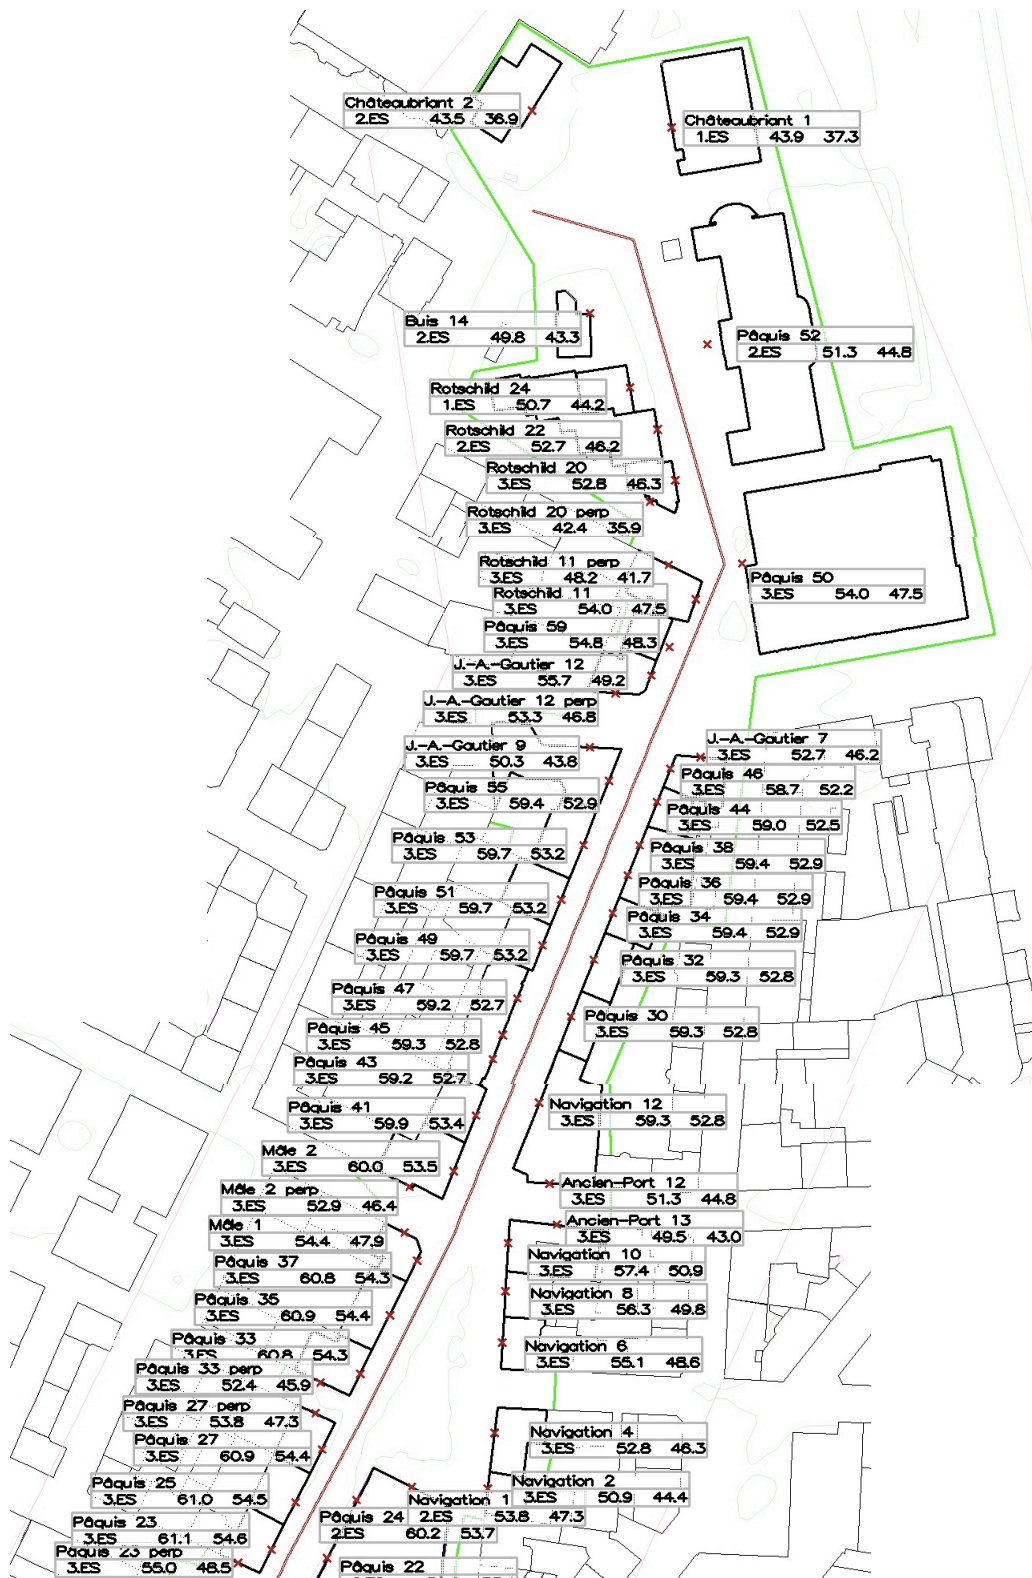 Châteaubriant 2
2.ES 43.5 36.9
Châteaubriant 1
1.ES 43.9 37.3
Buis 14
2.ES 49.8 43.3
Pâquis 52
2.ES 51.3 44.8
Rotschild 24
1.ES 50.7 44.2
Rotschild 22
2.ES 52.7 46.2
Rotschild 20
3.ES 52.8 46.3
Rotschild 20 perp
3.ES 42.4 35.9
Rotschild 11 perp
3.ES 48.2 41.7
Pâquis 50
3.ES 54.0 47.5
Rotschild 11
3.ES 54.0 47.5
Pâquis 59
3.ES 54.8 48.3
J.-A.-Gautier 12
3.ES 55.7 49.2
J.-A.-Gautier 12 perp
3.ES 53.3 46.8
J.-A.-Gautier 9
3.ES 50.3 43.8
J.-A.-Gautier 7
3.ES 52.7 46.2
Pâquis 46
3.ES 58.7 52.2
Pâquis 55
3.ES 59.4 52.9
Pâquis 44
3.ES 59.0 52.5
Pâquis 53
3.ES 59.7 53.2
Pâquis 38
3.ES 59.4 52.9
Pâquis 36
3.ES 59.4 52.9
Pâquis 51
3.ES 59.7 53.2
Pâquis 34
3.ES 59.4 52.9
Pâquis 49
3.ES 59.7 53.2
Pâquis 32
3.ES 59.3 52.8
Pâquis 47
3.ES 59.2 52.7
Pâquis 30
3.ES 59.3 52.8
Pâquis 45
3.ES 59.3 52.8
Pâquis 43
3.ES 59.2 52.7
Pâquis 41
3.ES 59.9 53.4
Navigation 12
3.ES 59.3 52.8
Môle 2
3.ES 60.0 53.5
Môle 2 perp
3.ES 52.9 46.4
Ancien-Port 12
3.ES 51.3 44.8
Môle 1
3.ES 54.4 47.9
Ancien-Port 13
3.ES 49.5 43.0
Pâquis 37
3.ES 60.8 54.3
Navigation 10
3.ES 57.4 50.9
Pâquis 35
3.ES 60.9 54.4
Navigation 8
3.ES 56.3 49.8
Pâquis 33
3.ES 60.8 54.3
Navigation 6
3.ES 55.1 48.6
Pâquis 33 perp
3.ES 52.4 45.9
Pâquis 27 perp
3.ES 53.8 47.3
Pâquis 27
3.ES 60.9 54.4
Navigation 4
3.ES 52.8 46.3
Pâquis 25
3.ES 61.0 54.5
Navigation 2
3.ES 50.9 44.4
Navigation 1
2.ES 53.8 47.3
Pâquis 23
3.ES 61.1 54.6
Pâquis 24
2.ES 60.2 53.7
Pâquis 23 perp
3.ES 55.0 48.5
Pâquis 22